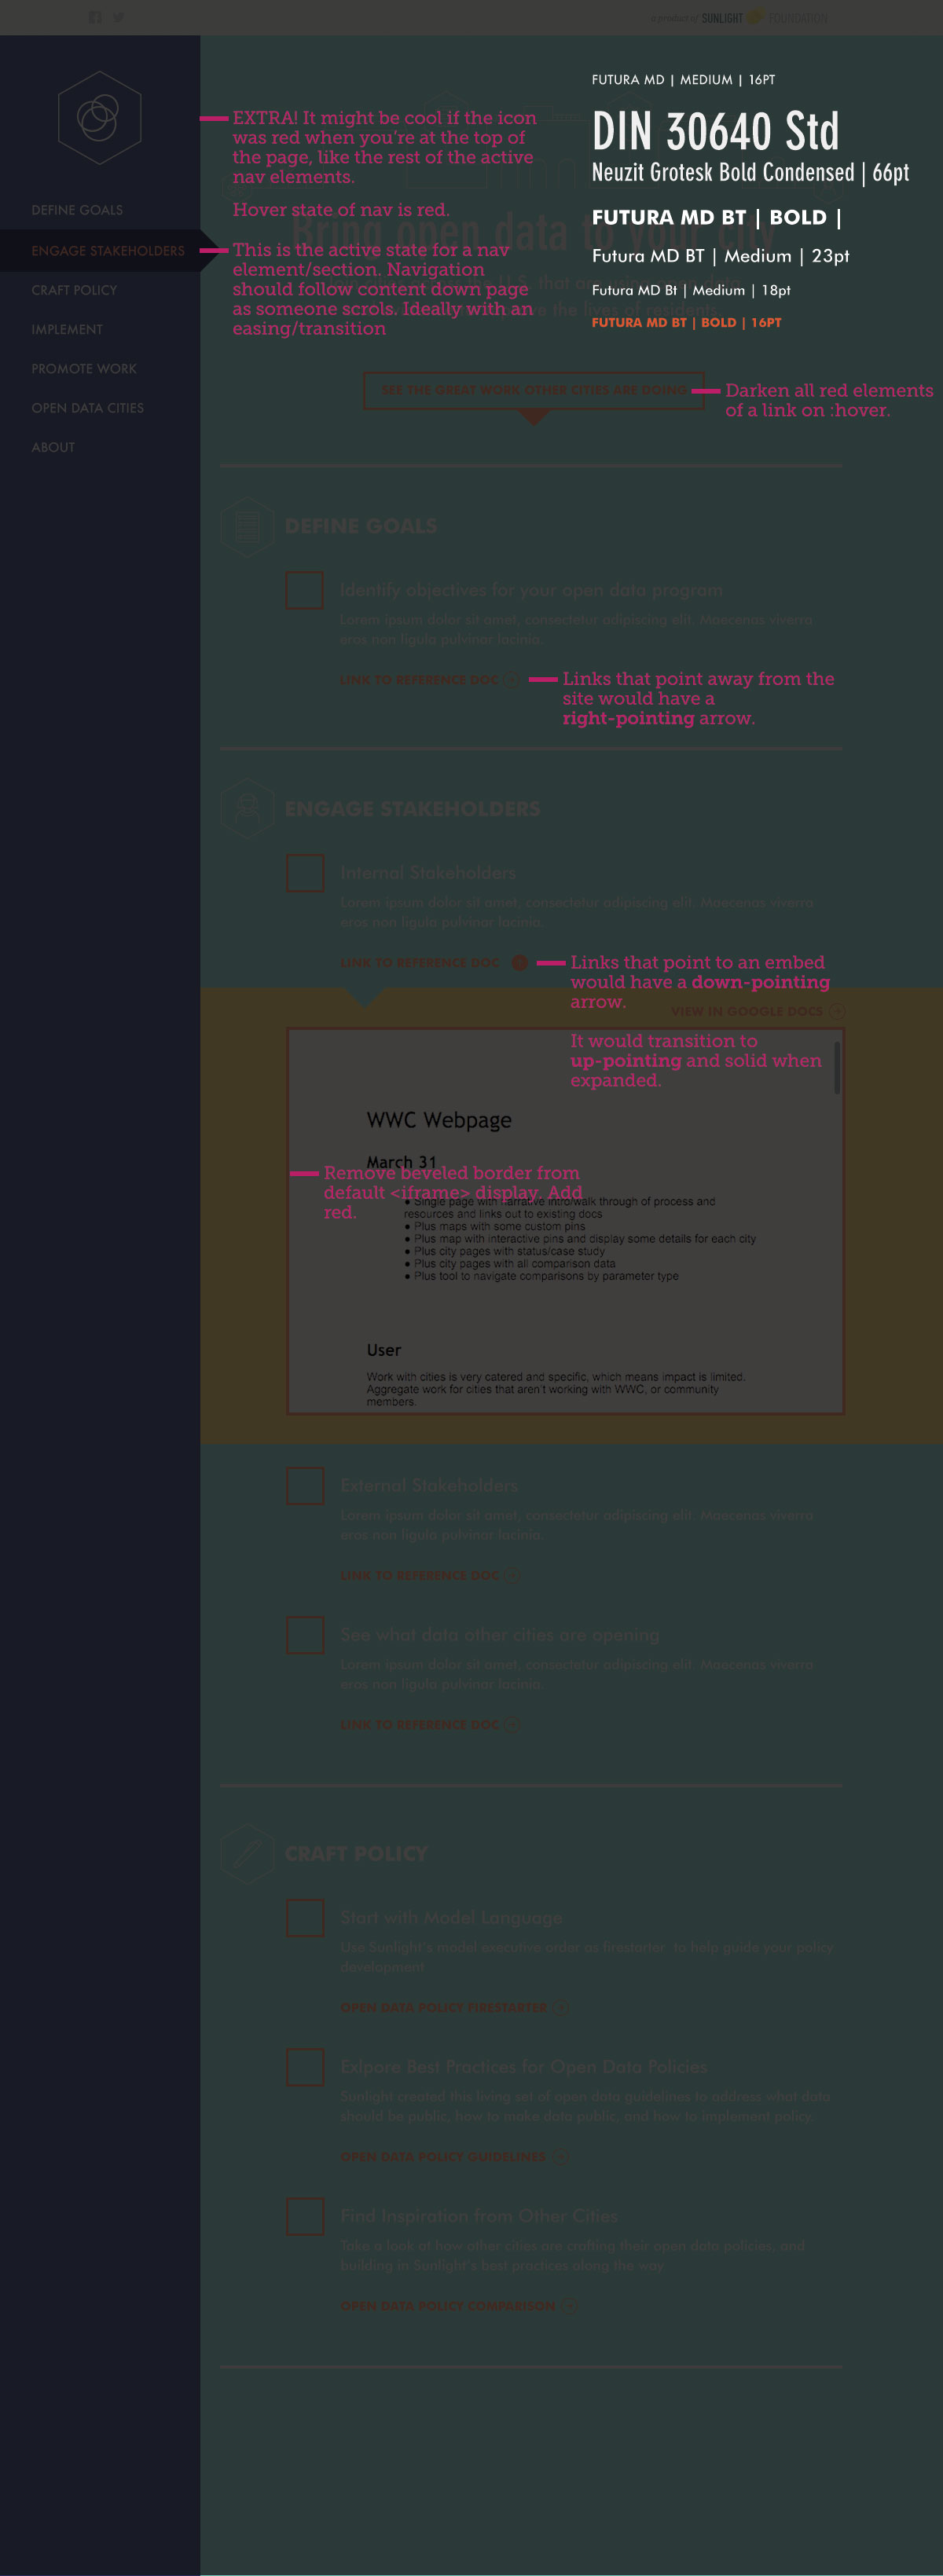 a product of SUNLIGHT FOUNDATION
FUTURA MD | MEDIUM | 16PT
DIN 30640 Std
Neuzit Grotesk Bold Condensed | 66pt
FUTURA MD BT | BOLD |
Futura MD BT | Medium | 23pt
Futura MD Bt | Medium | 18pt
FUTURA MD BT | BOLD | 16PT
EXTRA! It might be cool if the icon
was red when you're at the top of
the page, like the rest of the active
nav elements.
Hover state of nav is red.
This is the active state for a nav
element/section. Navigation
should follow content down page
as someone scrols. Ideally with an
easing/transition
DEFINE GOALS
ENGAGE STAKEHOLDERS
CRAFT POLICY
IMPLEMENT
PROMOTE WORK
OPEN DATA CITIES
ABOUT
Bring open data to your city
the lives of residents.
SEE THE GREAT WORK OTHER CITIES ARE DOING
Darken all red elements
of a link on :hover.
DEFINE GOALS
Identify objectives for your open data program
Lorem ipsum dolor sit amet, consectetur adipiscing elit. Maecenas viverra
eros non ligula pulvinar lacinia.
LINK TO REFERENCE DOC
Links that point away from the
site would have a
right-pointing arrow.
ENGAGE STAKEHOLDERS
Internal Stakeholders
Lorem ipsum dolor sit amet, consectetur adipiscing elit. Maecenas viverra
eros non ligula pulvinar lacinia.
LINK TO REFERENCE DOC
Links that point to an embed
would have a down-pointing
arrow.
VIEW IN GOOGLE DOCS
It would transition to
up-pointing and solid when
expanded.
WWC Webpage
March 31
Remove beveled border from
default <iframe> display. Add
red.
• Single page with narrative intro/walk through of process and
resources and links out to existing docs
• Plus maps with some custom pins
• Plus map with interactive pins and display some details for each city
• Plus city pages with status/case study
• Plus city pages with all comparison data
• Plus tool to navigate comparisons by parameter type
User
Work with cities is very catered and specific, which means impact is limited.
Aggregate work for cities that aren't working with WWC, or community
members.
External Stakeholders
Lorem ipsum dolor sit amet, consectetur adipiscing elit. Maecenas viverra
eros non ligula pulvinar lacinia.
LINK TO REFERENCE DOC
See what data other cities are opening
Lorem ipsum dolor sit amet, consectetur adipiscing elit. Maecenas viverra
eros non ligula pulvinar lacinia.
LINK TO REFERENCE DOC
CRAFT POLICY
Start with Model Language
Use Sunlight's model executive order as firestarter to help guide your policy
development
OPEN DATA POLICY FIRESTARTER
Exlpore Best Practices for Open Data Policies
Sunlight created this living set of open data guidelines to address what data
should be public, how to make data public, and how to implement policy.
OPEN DATA POLICY GUIDELINES
Find Inspiration from Other Cities
Take a look at how other cities are crafting their open data policies, and
building in Sunlight's best practices along the way
OPEN DATA POLICY COMPARISON